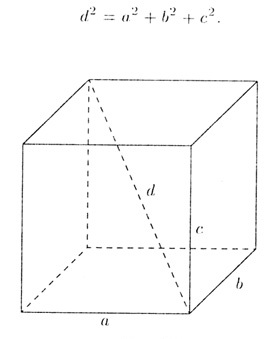 d² = a² + b² + c².
d
c
b
a